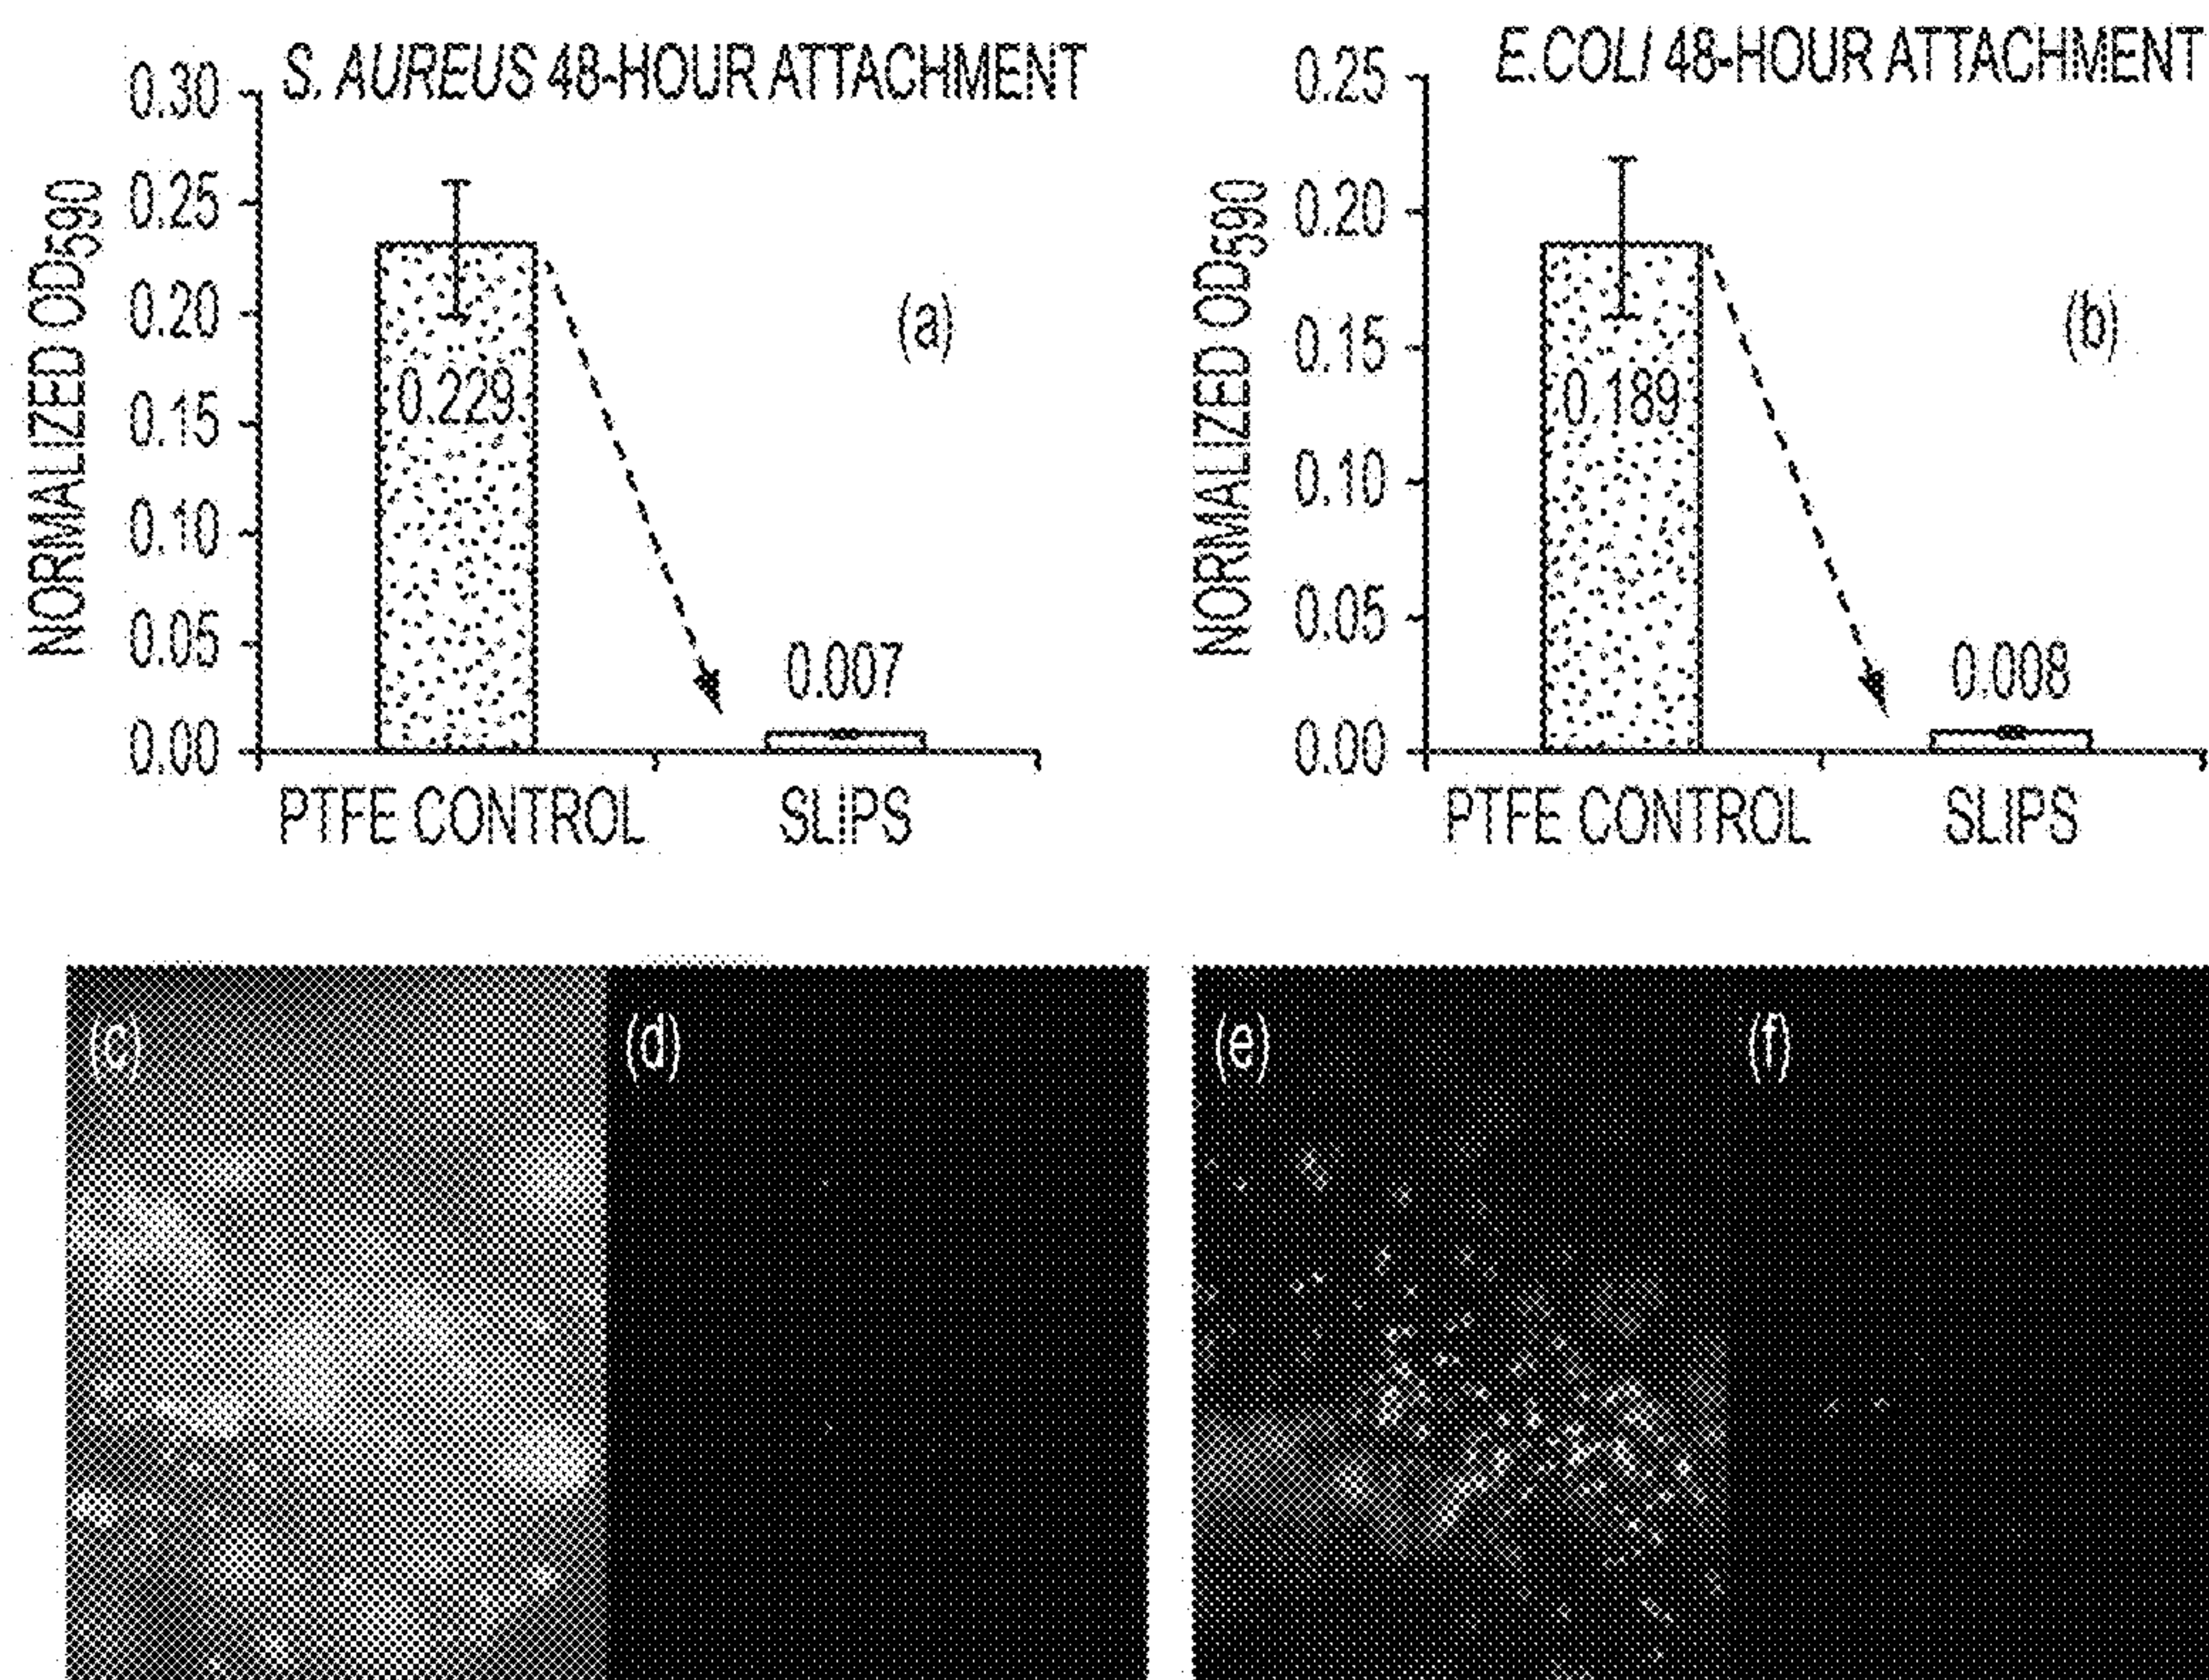 S. AUREUS 48-HOUR ATTACHMENT
NORMALIZED OD590
0.30
0.25
0.20
0.15
0.10
0.05
0.00
0.229
0.007
(a)
PTFE CONTROL
SLIPS
E.COLI 48-HOUR ATTACHMENT
NORMALIZED OD590
0.25
0.20
0.15
0.10
0.05
0.00
0.189
0.008
(b)
PTFE CONTROL
SLIPS
(c)
(d)
(e)
(f)